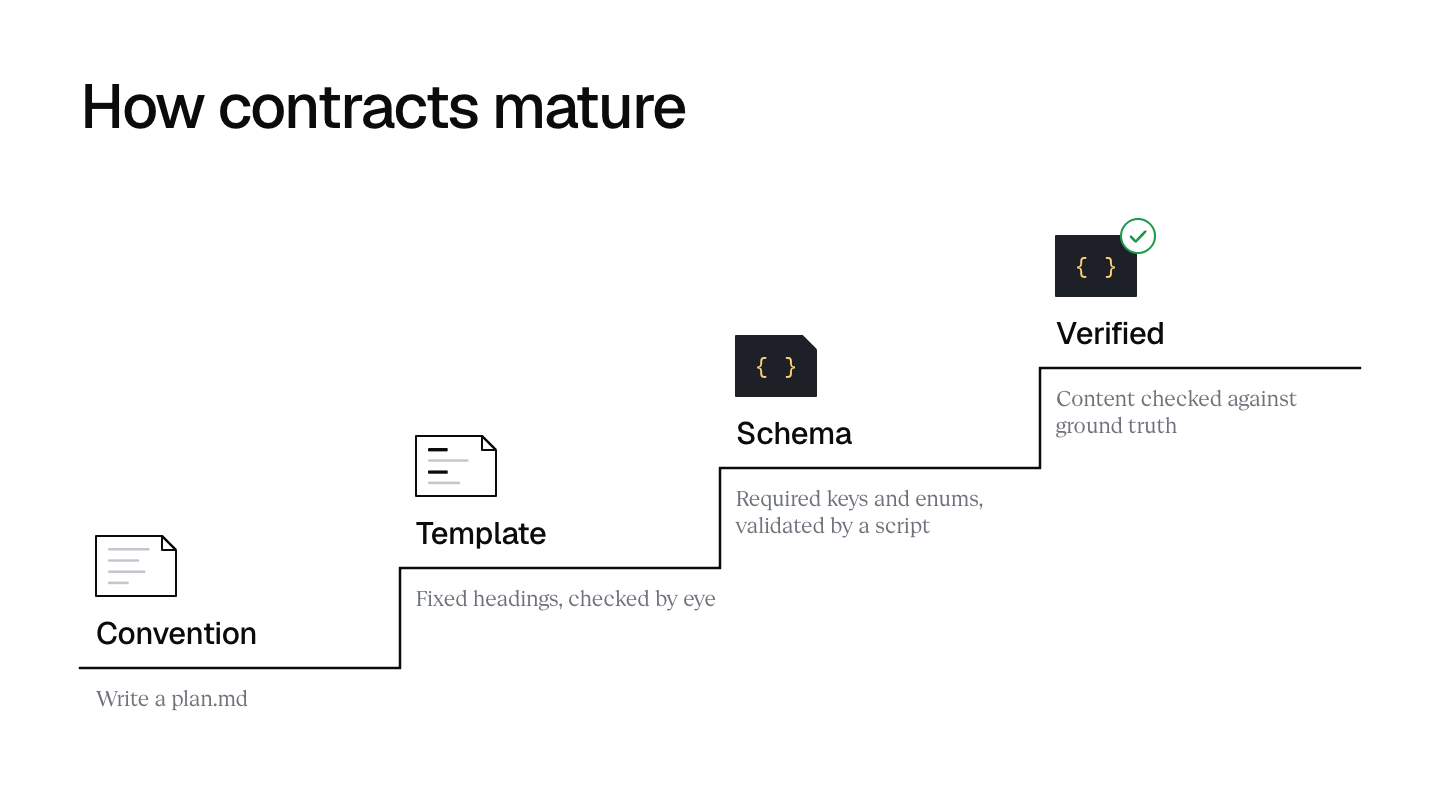 How contracts mature
Convention
Write a plan.md
Template
Fixed headings, checked by eye
{ }
Schema
Required keys and enums,
validated by a script
{ }
Verified
Content checked against
ground truth